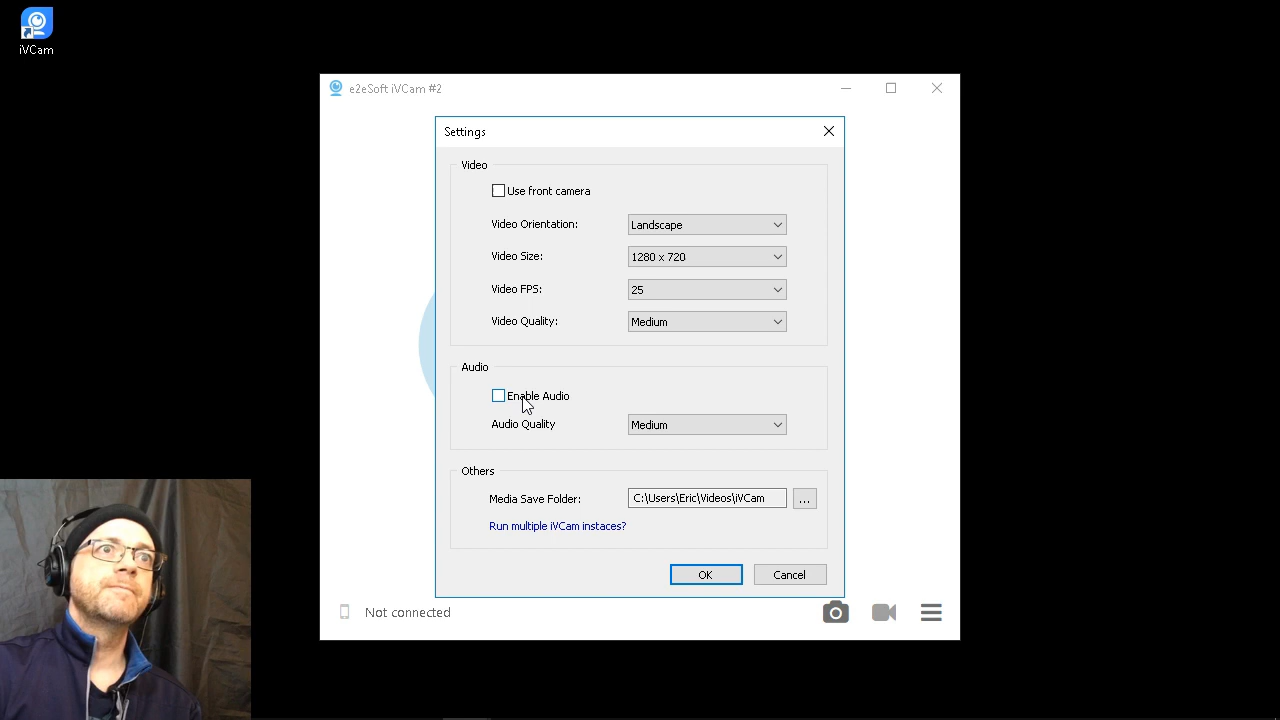 iVCam
e2eSoft iVCam #2
Settings
Video
Use front camera
Video Orientation: Landscape
Video Size: 1280 x 720
Video FPS: 25
Video Quality: Medium
Audio
Enable Audio
Audio Quality Medium
Others
Media Save Folder: C:\Users\Eric\Videos\iVCam ...
Run multiple iVCam instaces?
OK Cancel
Not connected